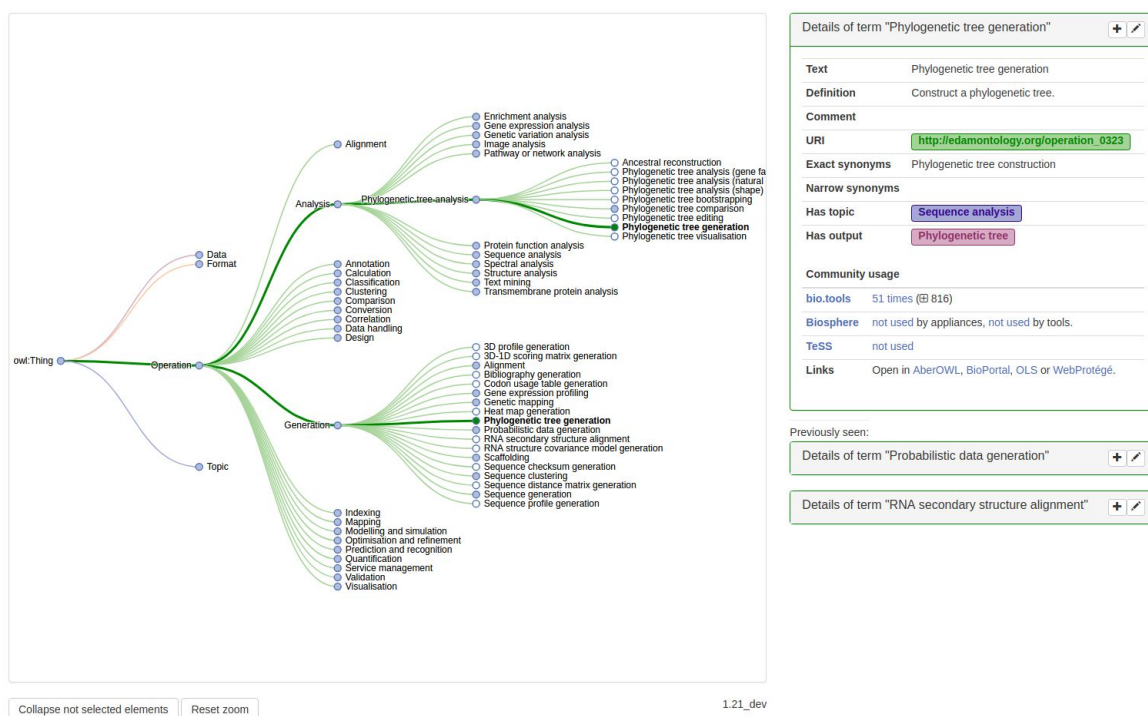 Enrichment analysis
Gene expression analysis
Genetic variation analysis
Image analysis
Pathway or network analysis
Alignment
Analysis
Phylogenetic tree analysis
Ancestral reconstruction
Phylogenetic tree analysis (gene fa
Phylogenetic tree analysis (natural
Phylogenetic tree analysis (shape)
Phylogenetic tree bootstrapping
Phylogenetic tree comparison
Phylogenetic tree editing
Phylogenetic tree generation
Phylogenetic tree visualisation
Protein function analysis
Sequence analysis
Spectral analysis
Structure analysis
Text mining
Transmembrane protein analysis
Data
Format
Annotation
Calculation
Classification
Clustering
Comparison
Conversion
Correlation
Data handling
Design
owl:Thing
Operation
3D profile generation
3D-1D scoring matrix generation
Alignment
Bibliography generation
Codon usage table generation
Gene expression profiling
Genetic mapping
Heat map generation
Phylogenetic tree generation
Probabilistic data generation
RNA secondary structure alignment
RNA structure covariance model generation
Scaffolding
Sequence checksum generation
Sequence clustering
Sequence distance matrix generation
Sequence generation
Sequence profile generation
Generation
Topic
Indexing
Mapping
Modelling and simulation
Optimisation and refinement
Prediction and recognition
Quantification
Service management
Validation
Visualisation
Collapse not selected elements
Reset zoom
1.21_dev
Details of term "Phylogenetic tree generation"
Text Phylogenetic tree generation
Definition Construct a phylogenetic tree.
Comment
URI http://edamontology.org/operation_0323
Exact synonyms Phylogenetic tree construction
Narrow synonyms
Has topic Sequence analysis
Has output Phylogenetic tree
Community usage
bio.tools 51 times (⊞ 816)
Biosphere not used by appliances, not used by tools.
TeSS not used
Links Open in AberOWL, BioPortal, OLS or WebProtégé.
Previously seen:
Details of term "Probabilistic data generation"
Details of term "RNA secondary structure alignment"